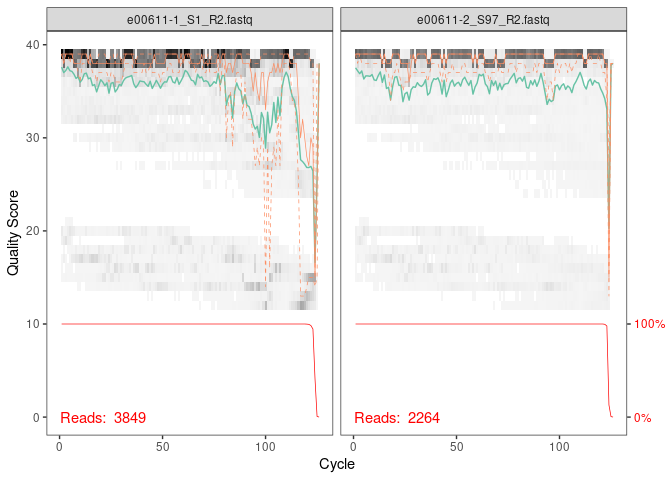 e00611-1_S1_R2.fastq
e00611-2_S97_R2.fastq
Quality Score
40
30
20
10
0
100%
0%
Reads: 3849
Reads: 2264
0
50
100
0
50
100
Cycle